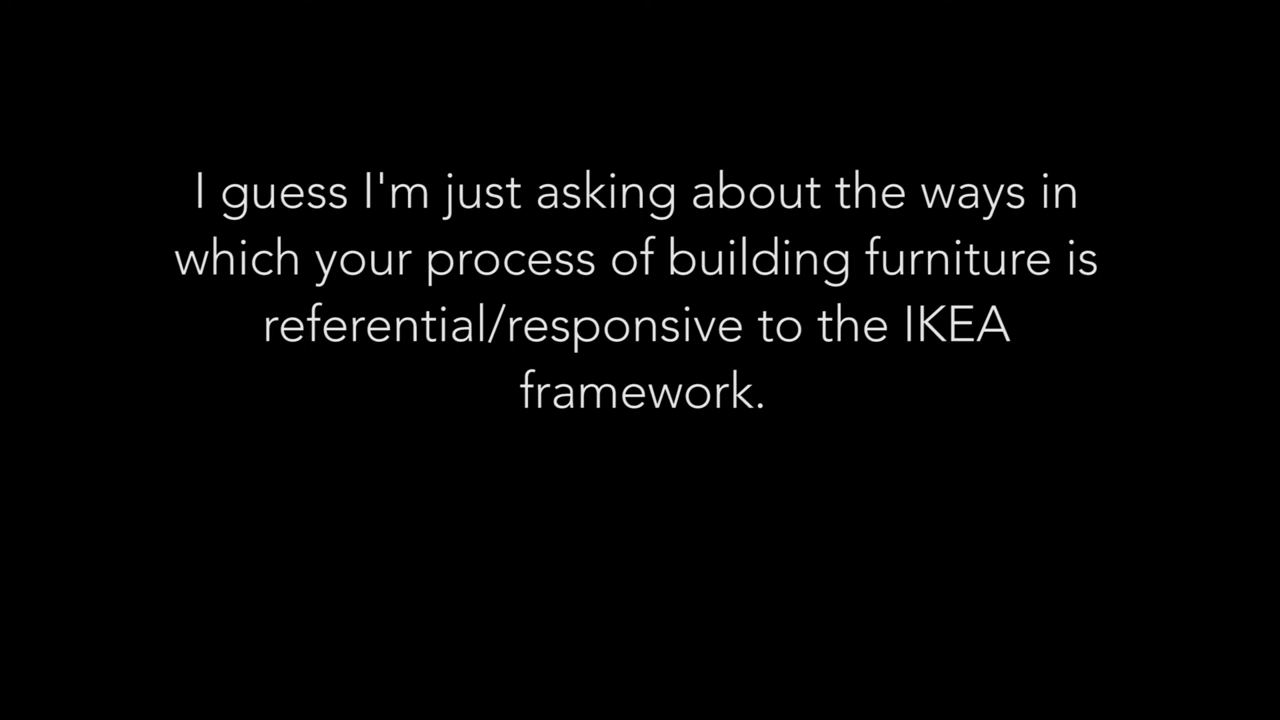 I guess I'm just asking about the ways in
which your process of building furniture is
referential/responsive to the IKEA
framework.